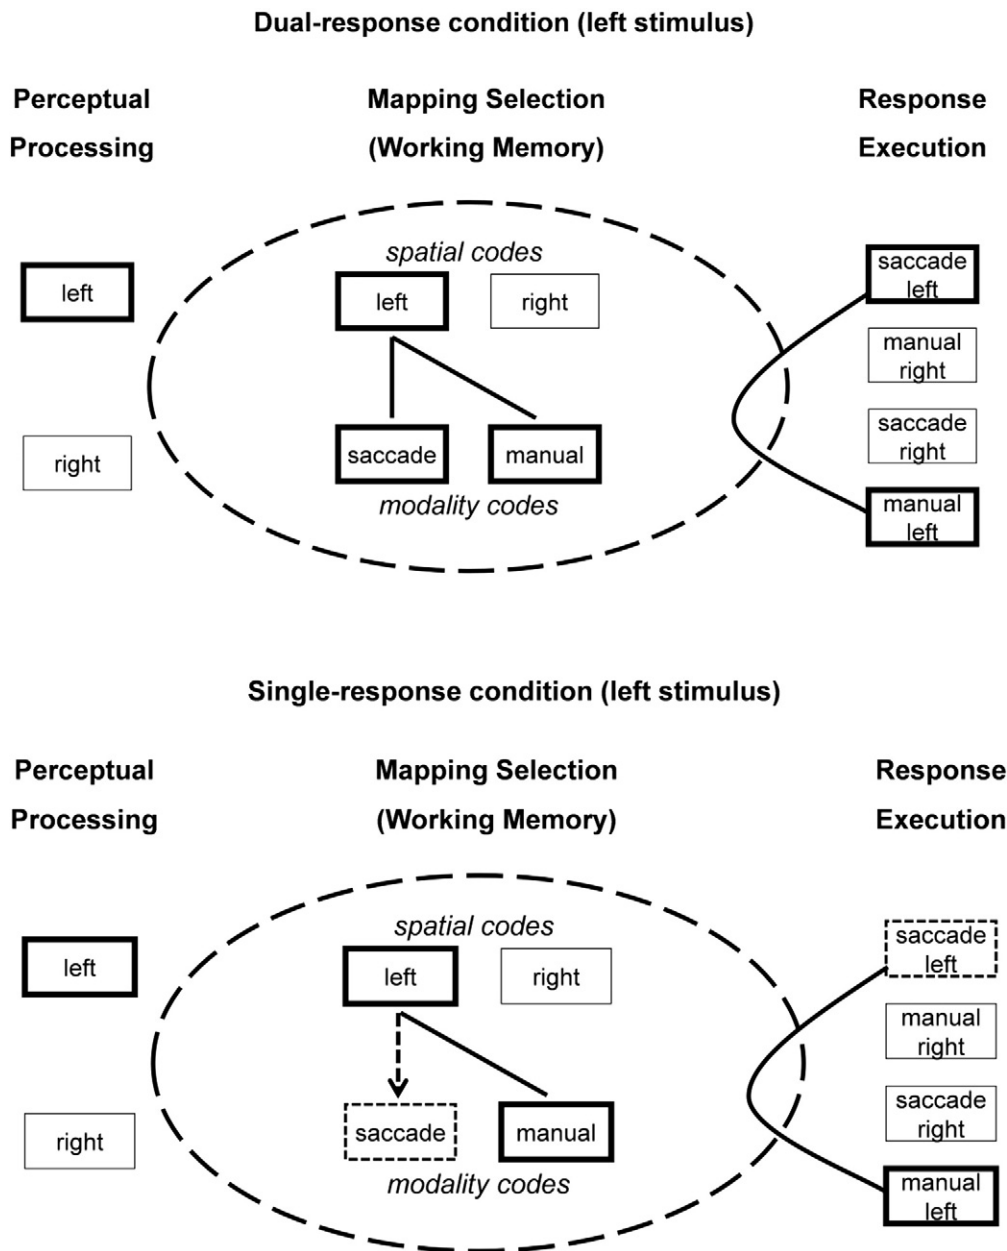 Dual-response condition (left stimulus)
Perceptual
Processing
Mapping Selection
(Working Memory)
Response
Execution
left
right
spatial codes
left
right
saccade
manual
modality codes
saccade
left
manual
right
saccade
right
manual
left
Single-response condition (left stimulus)
Perceptual
Processing
Mapping Selection
(Working Memory)
Response
Execution
left
right
spatial codes
left
right
saccade
manual
modality codes
saccade
left
manual
right
saccade
right
manual
left